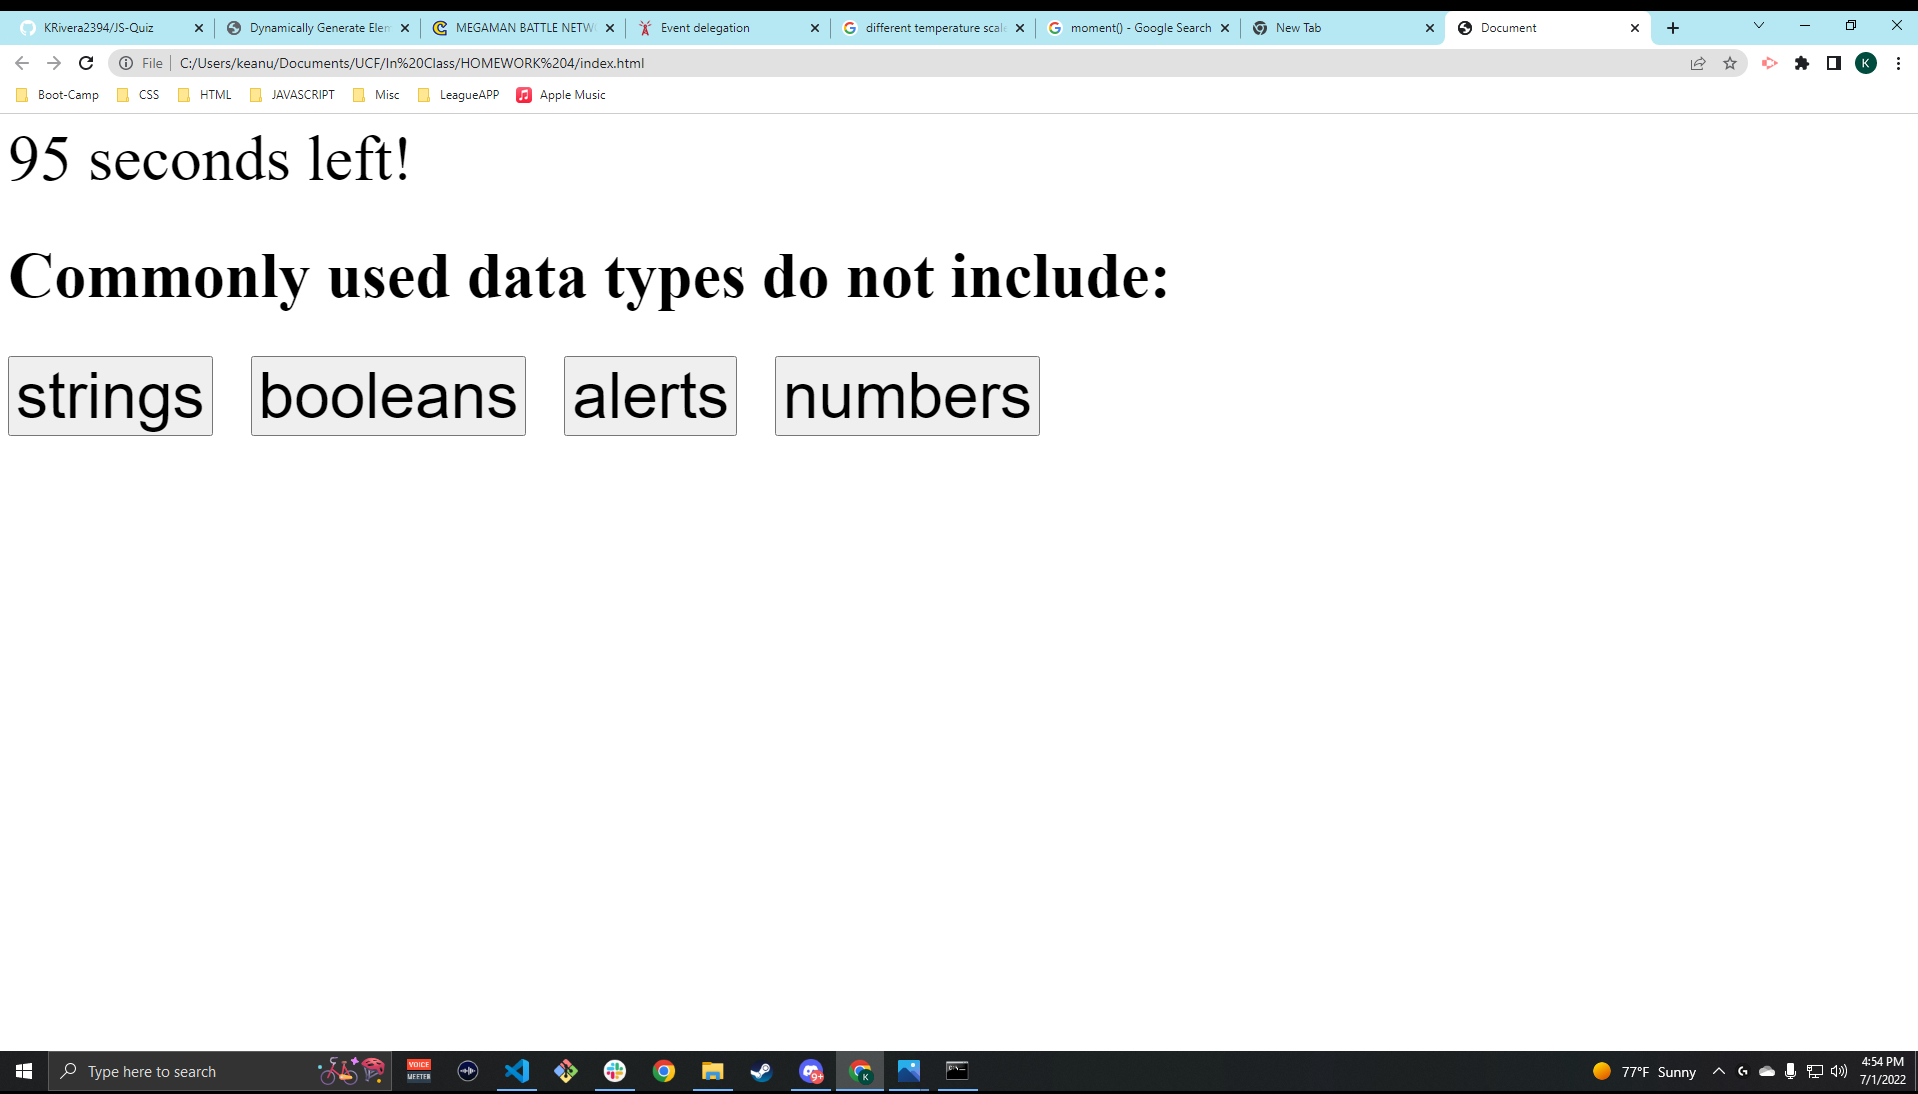 KRivera2394/JS-Quiz
Dynamically Generate Elem
MEGAMAN BATTLE NETW
Event delegation
different temperature scale
moment() - Google Search
New Tab
Document
File
C:/Users/keanu/Documents/UCF/In%20Class/HOMEWORK%204/index.html
K
Boot-Camp
CSS
HTML
JAVASCRIPT
Misc
LeagueAPP
Apple Music
95 seconds left!
Commonly used data types do not include:
strings
booleans
alerts
numbers
Type here to search
VOICE
MEETER
9+
K
77°F Sunny
4:54 PM
7/1/2022